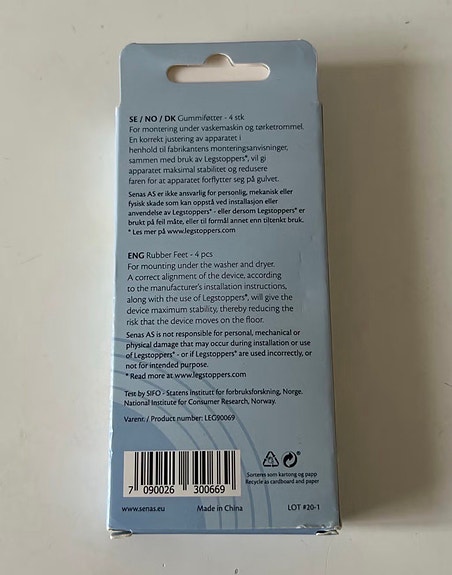 SE / NO / DK Gummiføtter - 4 stk
For montering under vaskemaskin og tørketrommel.
En korrekt justering av apparatet i
henhold til fabrikantens monteringsanvisninger,
sammen med bruk av Legstoppers®, vil gi
apparatet maksimal stabilitet og redusere
faren for at apparatet forflytter seg på gulvet.
Senas AS er ikke ansvarlig for personlig, mekanisk eller
fysisk skade som kan oppstå ved installasjon eller
anvendelse av Legstoppers® - eller dersom Legstoppers® er
brukt på feil måte, eller til formål annet enn tiltenkt bruk.
* Les mer på www.legstoppers.com
ENG Rubber Feet - 4 pcs
For mounting under the washer and dryer.
A correct alignment of the device, according
to the manufacturer's installation instructions,
along with the use of Legstoppers®, will give the
device maximum stability, thereby reducing the
risk that the device moves on the floor.
Senas AS is not responsible for personal, mechanical or
physical damage that may occur during installation or use
of Legstoppers® - or if Legstoppers® are used incorrectly, or
not for intended purpose.
* Read more at www.legstoppers.com
Test by SIFO - Statens institutt for forbruksforskning, Norge.
National Institute for Consumer Research, Norway.
Varenr. / Product number: LEG90069
Sorteres som kartong og papp
Recycle as cardboard and paper
7 090026 300669
www.senas.eu Made in China LOT #20-1